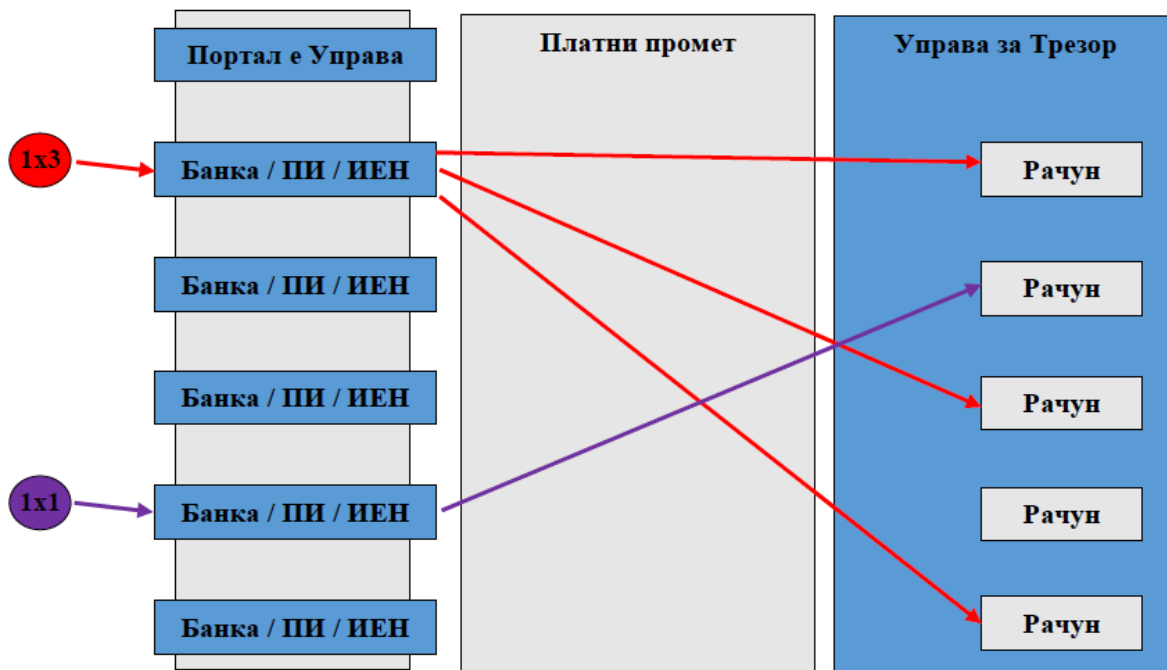 Портал е Управа
Платни промет
Управа за Трезор
1x3
Банка / ПИ / ИЕН
Рачун
Банка / ПИ / ИЕН
Рачун
Банка / ПИ / ИЕН
Рачун
1x1
Банка / ПИ / ИЕН
Рачун
Банка / ПИ / ИЕН
Рачун